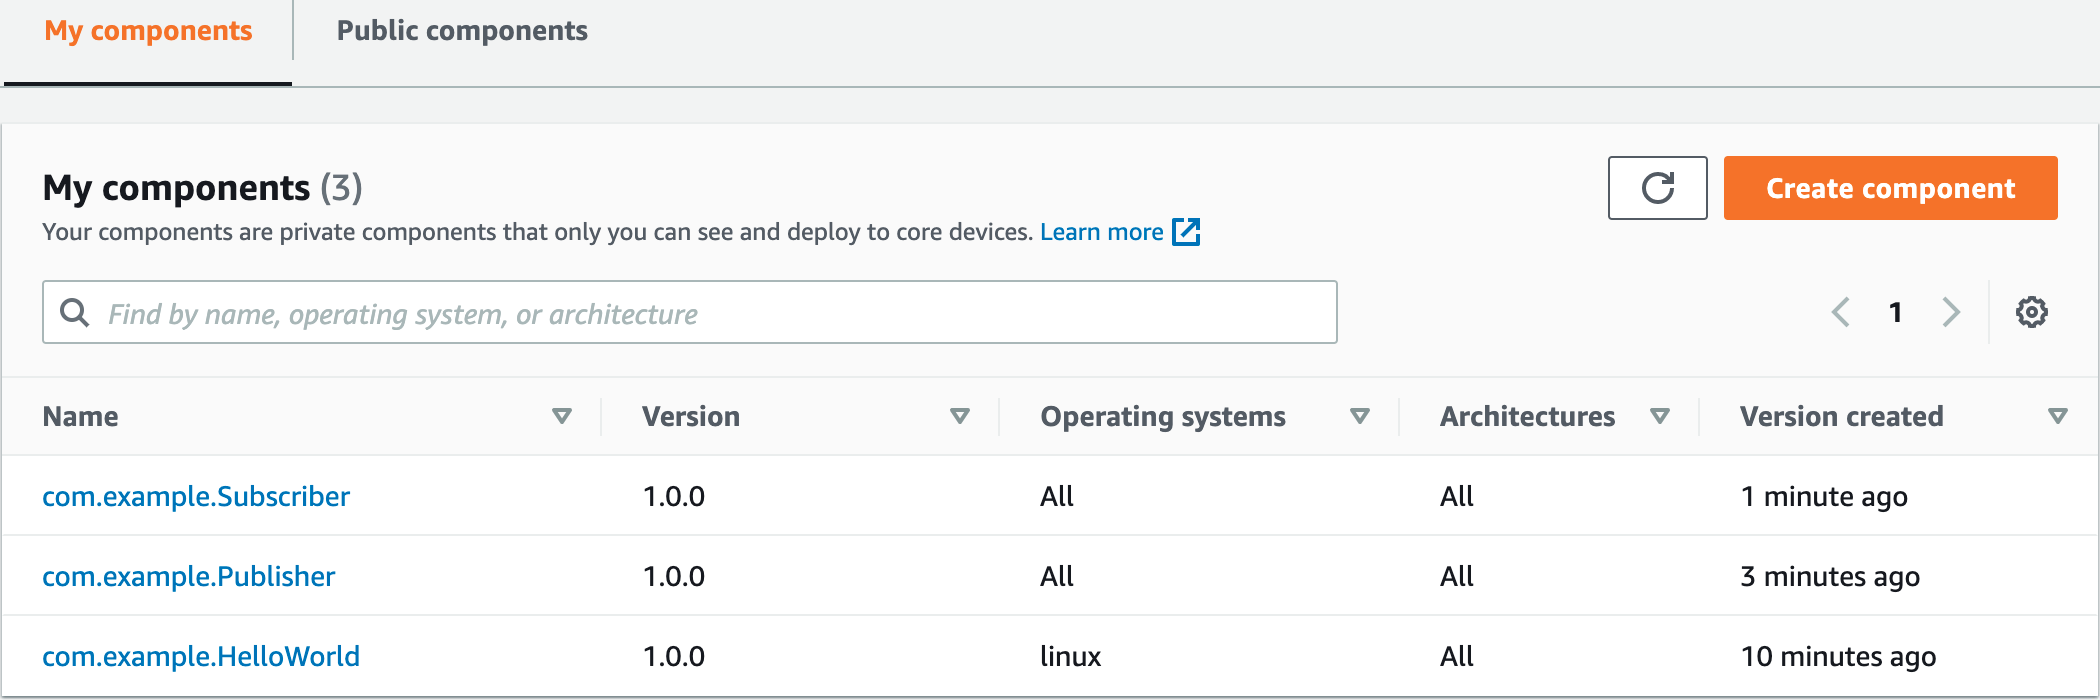 My components Public components
My components (3)
Create component
Your components are private components that only you can see and deploy to core devices. Learn more
Find by name, operating system, or architecture
1
Name Version Operating systems Architectures Version created
com.example.Subscriber 1.0.0 All All 1 minute ago
com.example.Publisher 1.0.0 All All 3 minutes ago
com.example.HelloWorld 1.0.0 linux All 10 minutes ago